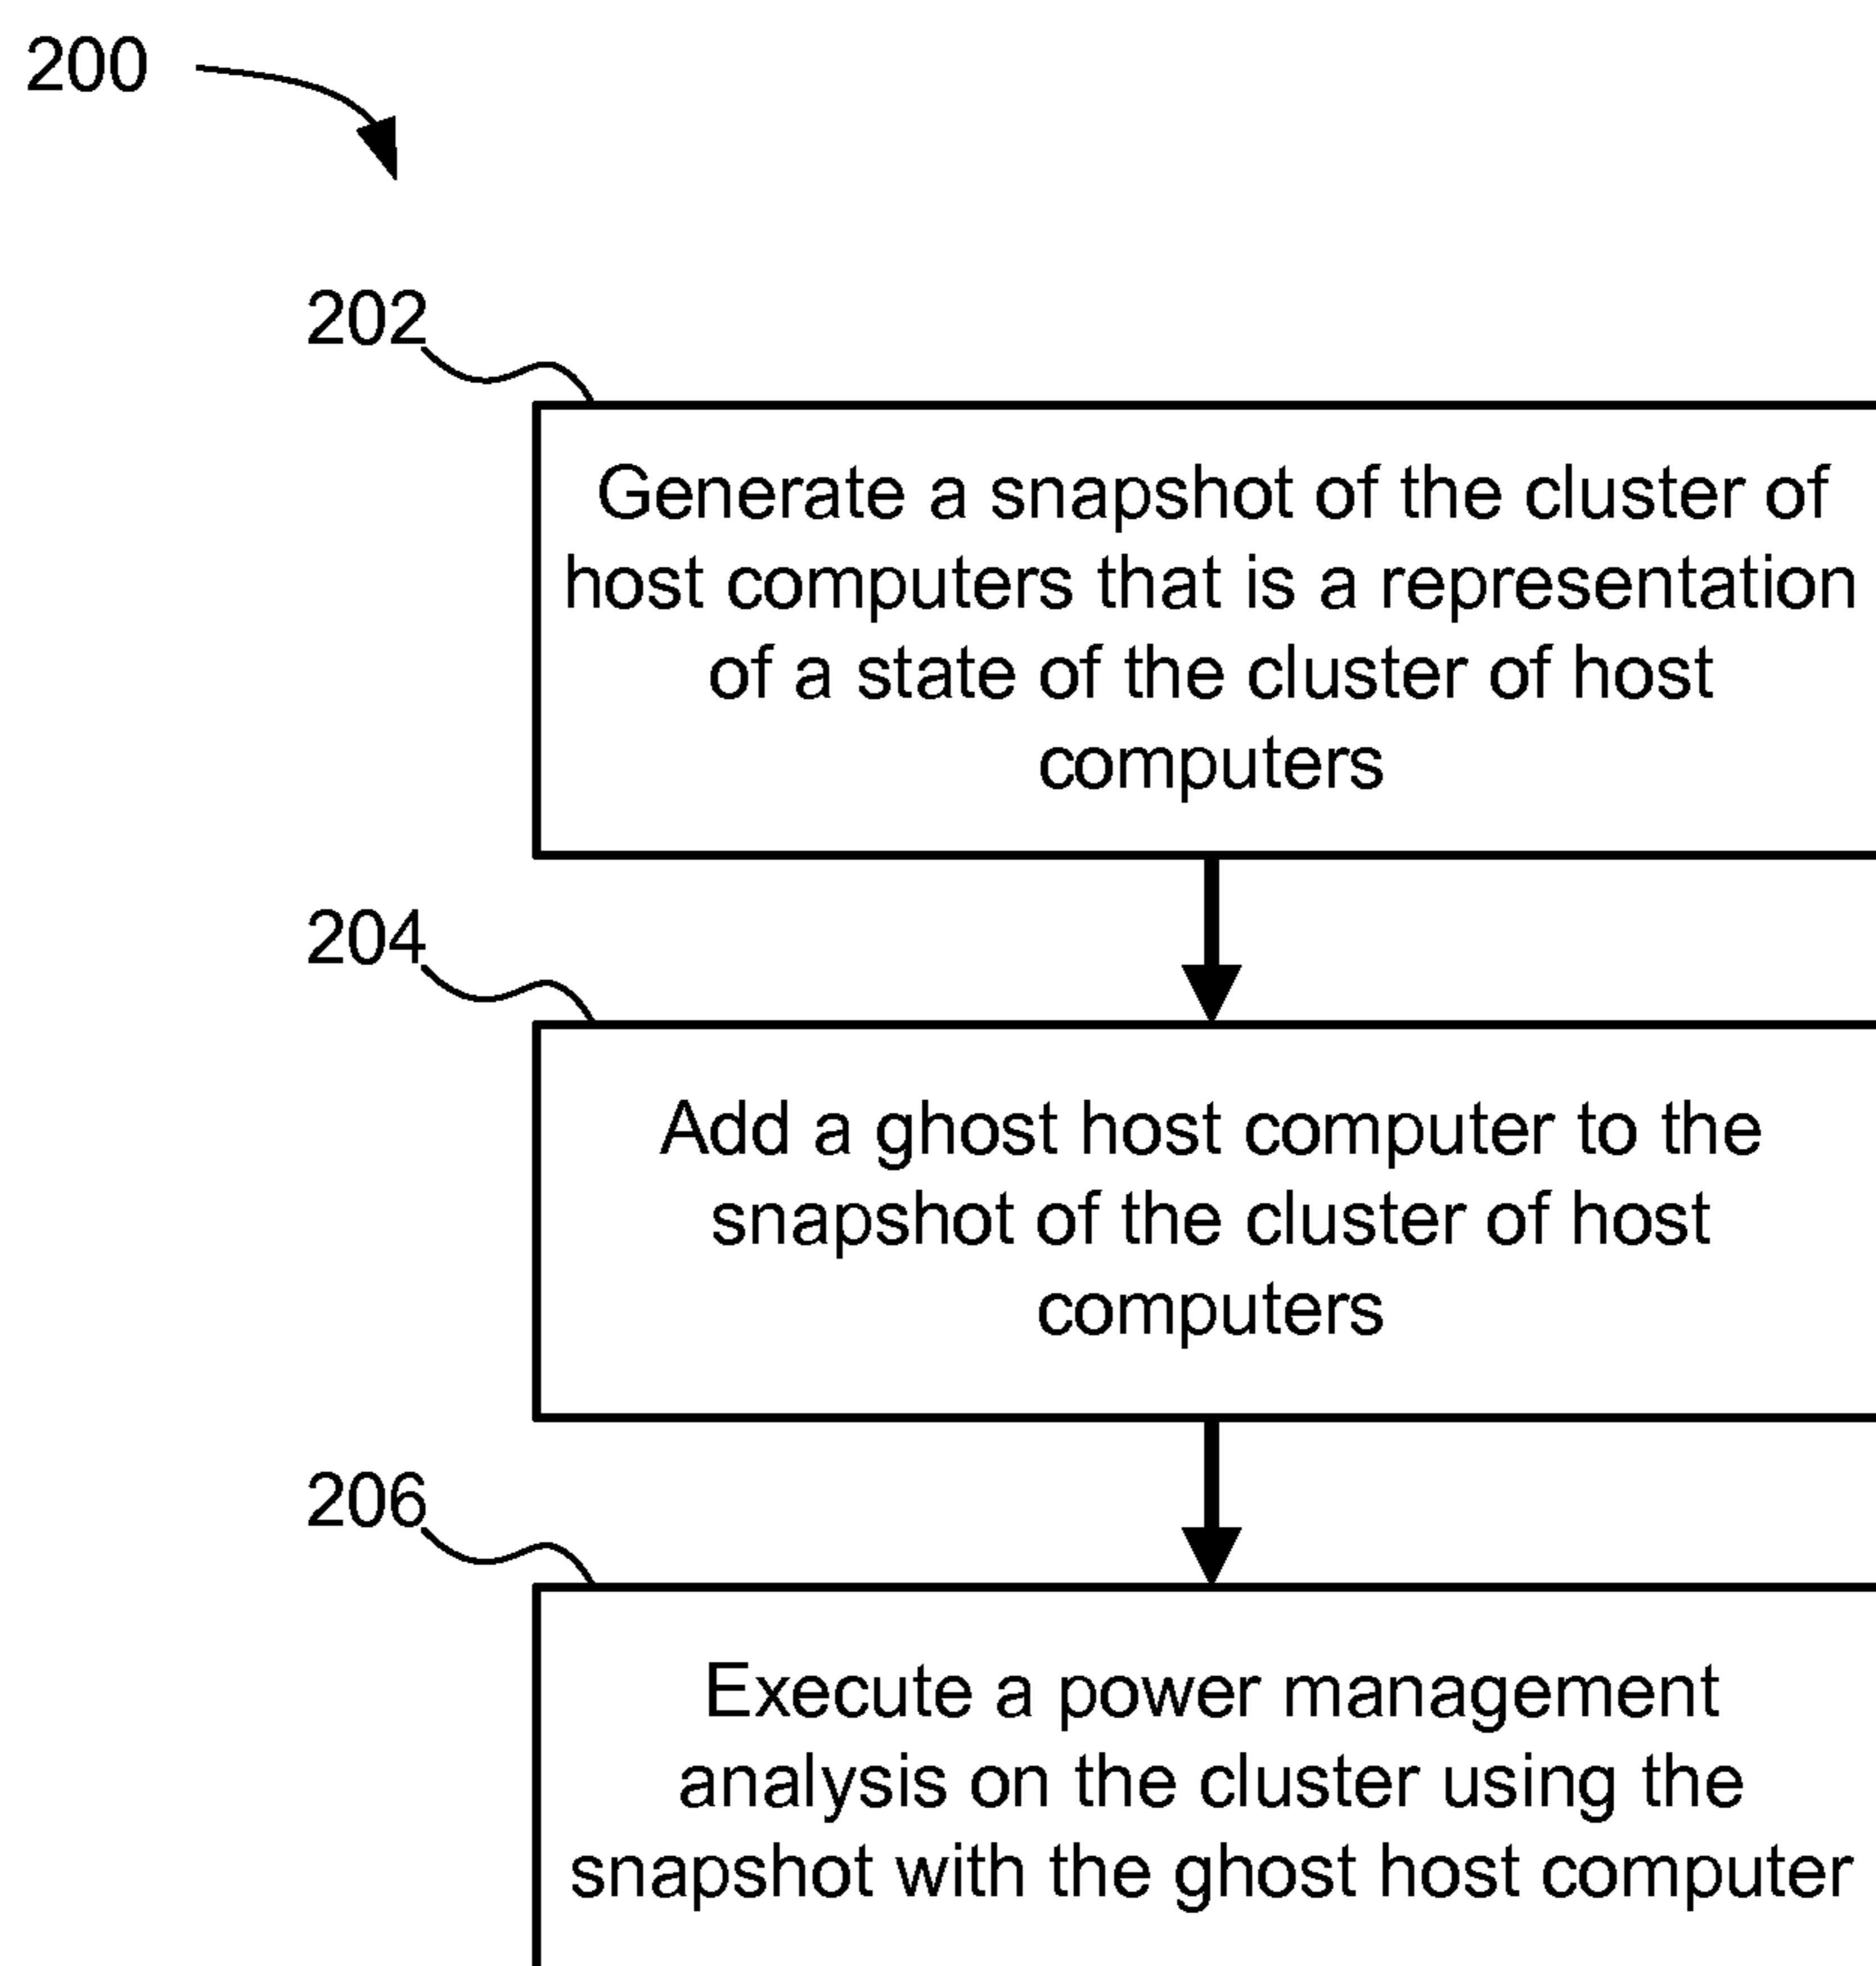 200
202
Generate a snapshot of the cluster of
host computers that is a representation
of a state of the cluster of host
computers
204
Add a ghost host computer to the
snapshot of the cluster of host
computers
206
Execute a power management
analysis on the cluster using the
snapshot with the ghost host computer